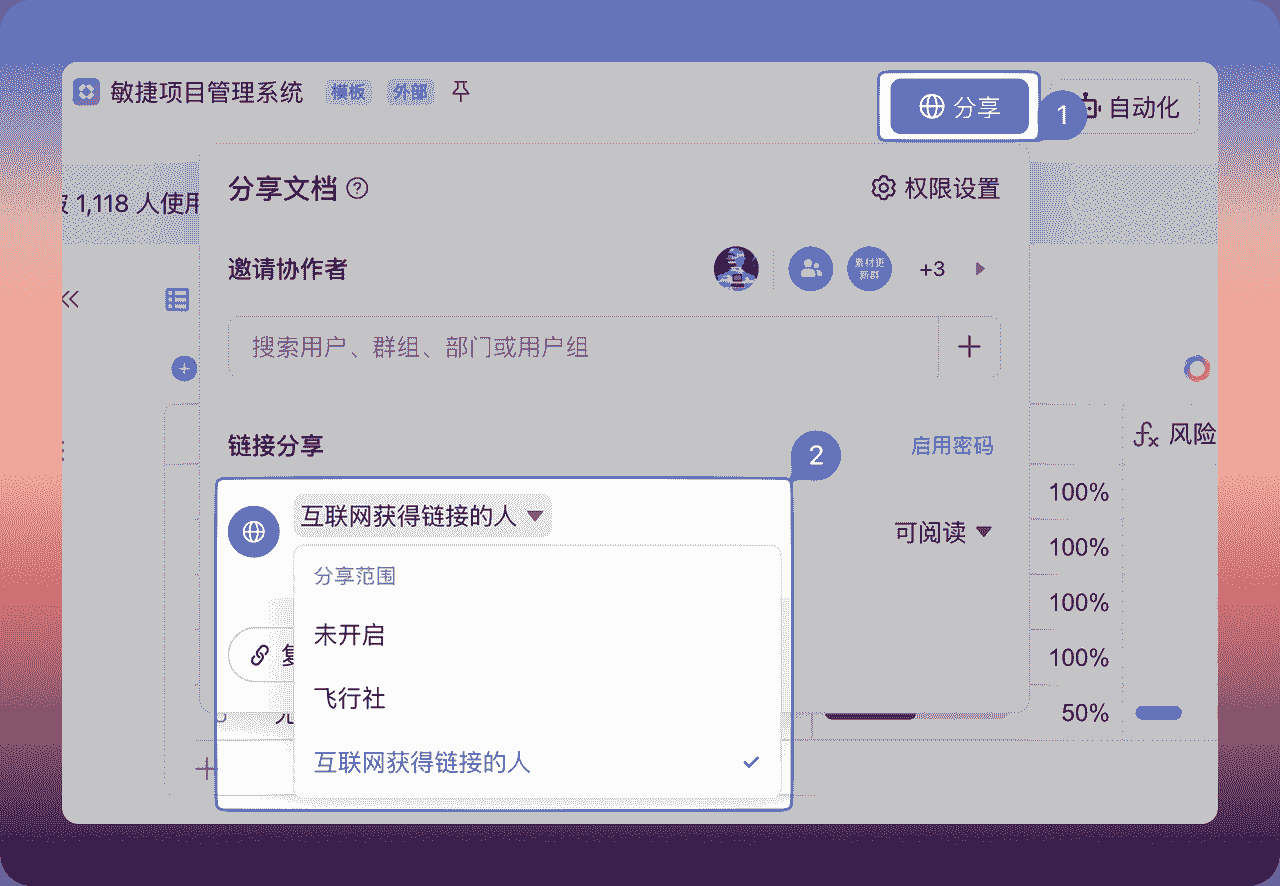 敏捷项目管理系统 模板 外部
分享 1 自动化
分享文档 ? 权限设置
1,118 人使用
邀请协作者 素材更新群 +3
搜索用户、群组、部门或用户组
链接分享 2 启用密码
fx 风险
互联网获得链接的人 可阅读
100%
100%
100%
100%
50%
分享范围
未开启
飞行社
互联网获得链接的人